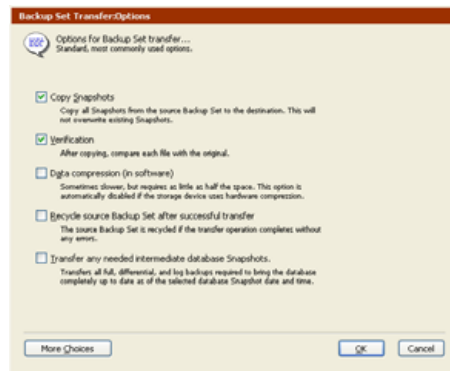 Backup Set Transfer:Options
Options for Backup Set transfer...
Standard, most commonly used options.
Copy Snapshots
Copy all Snapshots from the source Backup Set to the destination. This will
not overwrite existing Snapshots.
Verification
After copying, compare each file with the original.
Data compression (in software)
Sometimes slower, but requires as little as half the space. This option is
automatically disabled if the storage device uses hardware compression.
Recycle source Backup Set after successful transfer
The source Backup Set is recycled if the transfer operation completes without
any errors.
Transfer any needed intermediate database Snapshots.
Transfers all full, differential, and log backups required to bring the database
completely up to date as of the selected database Snapshot date and time.
More Choices
OK
Cancel